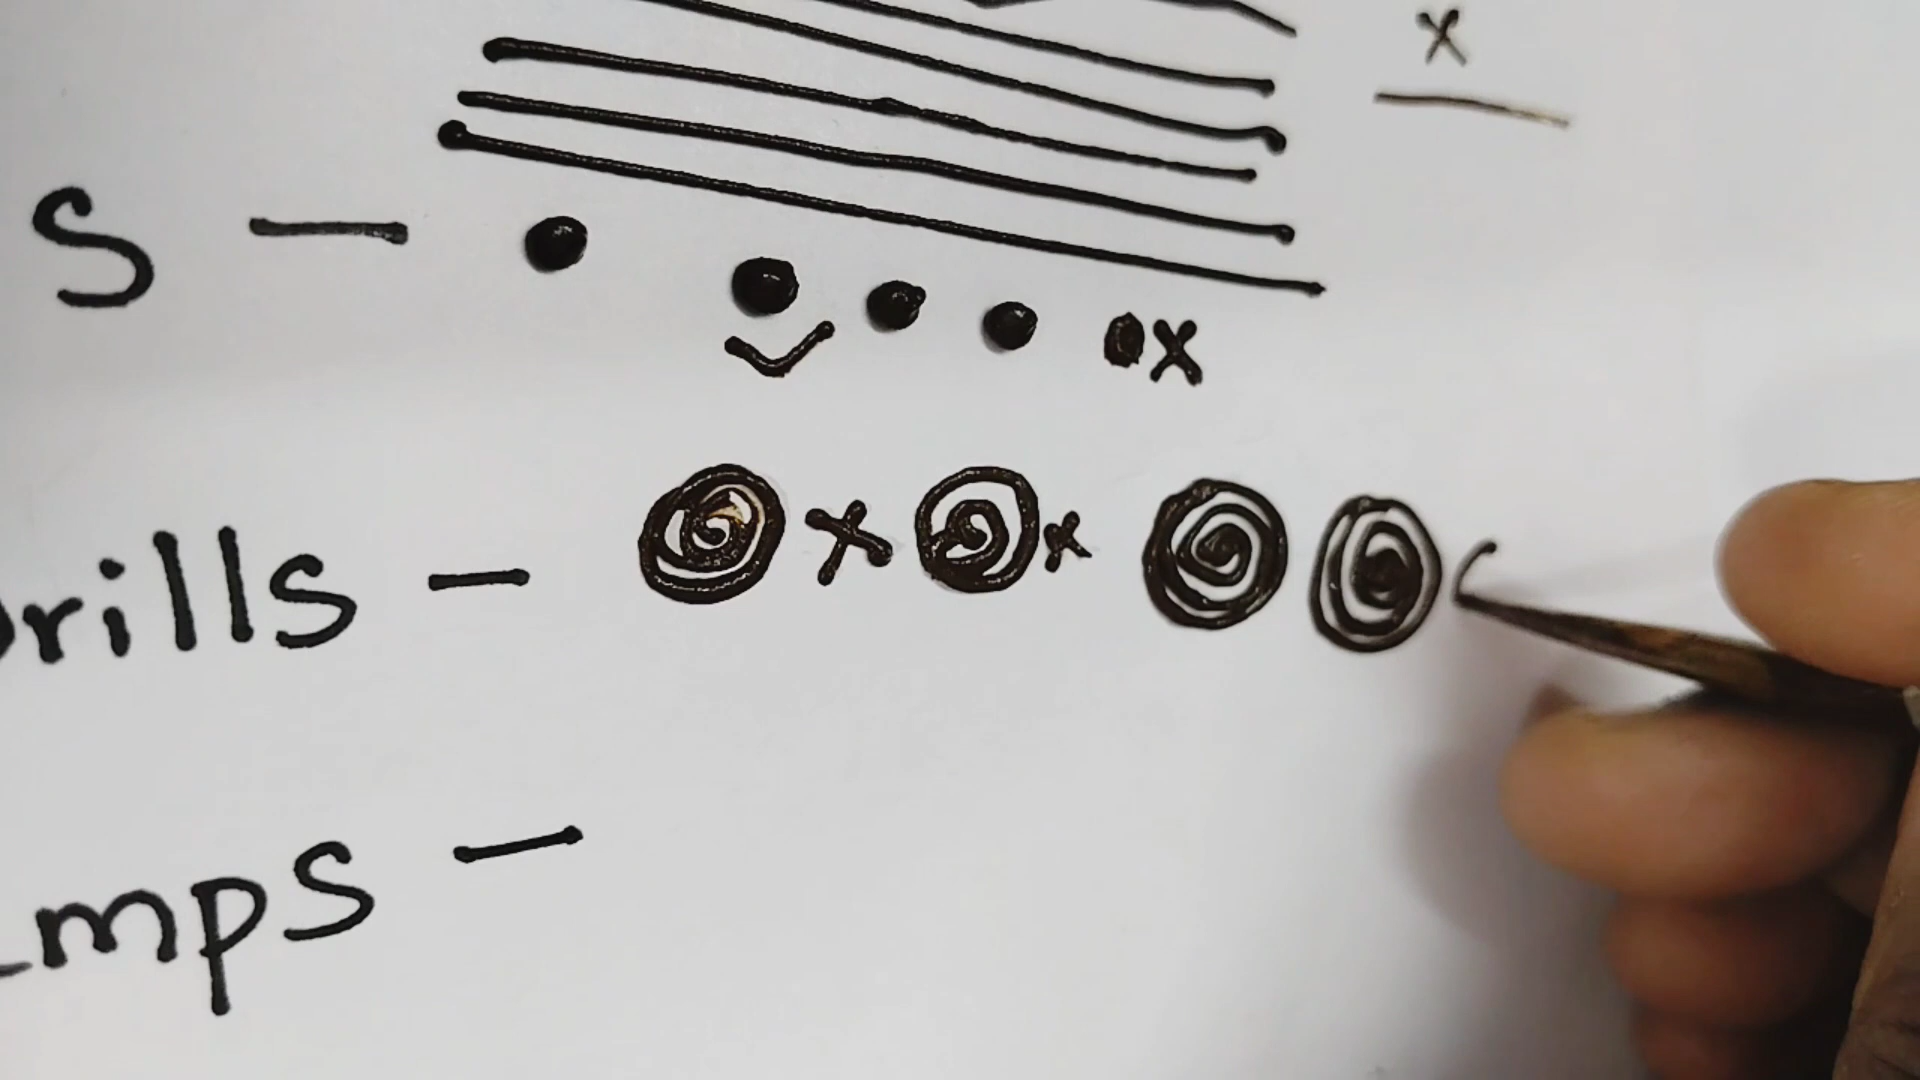 x
s —
x
rills — x x
mps —